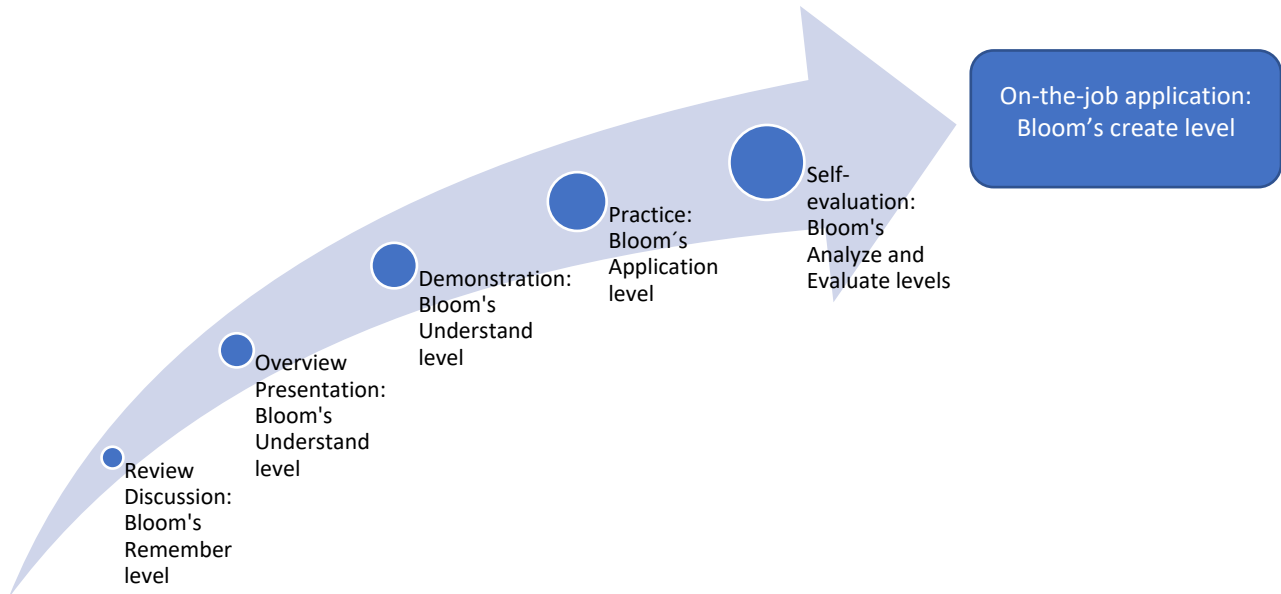 Review
Discussion:
Bloom's
Remember
level
Overview
Presentation:
Bloom's
Understand
level
Demonstration:
Bloom's
Understand
level
Practice:
Bloom´s
Application
level
Self-
evaluation:
Bloom's
Analyze and
Evaluate levels
On-the-job application:
Bloom’s create level